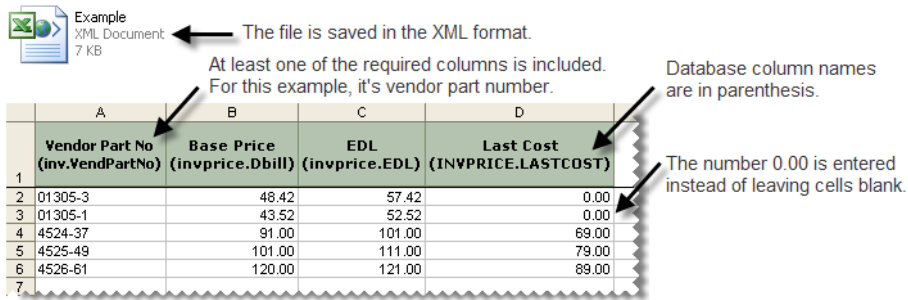 Example
XML Document
7 KB
The file is saved in the XML format.
At least one of the required columns is included.
For this example, it's vendor part number.
Database column names
are in parenthesis.
A B C D
1 Vendor Part No (inv.VendPartNo) Base Price (invprice.Dbill) EDL (invprice.EDL) Last Cost (INVPRICE.LASTCOST)
The number 0.00 is entered
instead of leaving cells blank.
2 01305-3 48.42 57.42 0.00
3 01305-1 43.52 52.52 0.00
4 4524-37 91.00 101.00 69.00
5 4525-49 101.00 111.00 79.00
6 4526-61 120.00 121.00 89.00
7